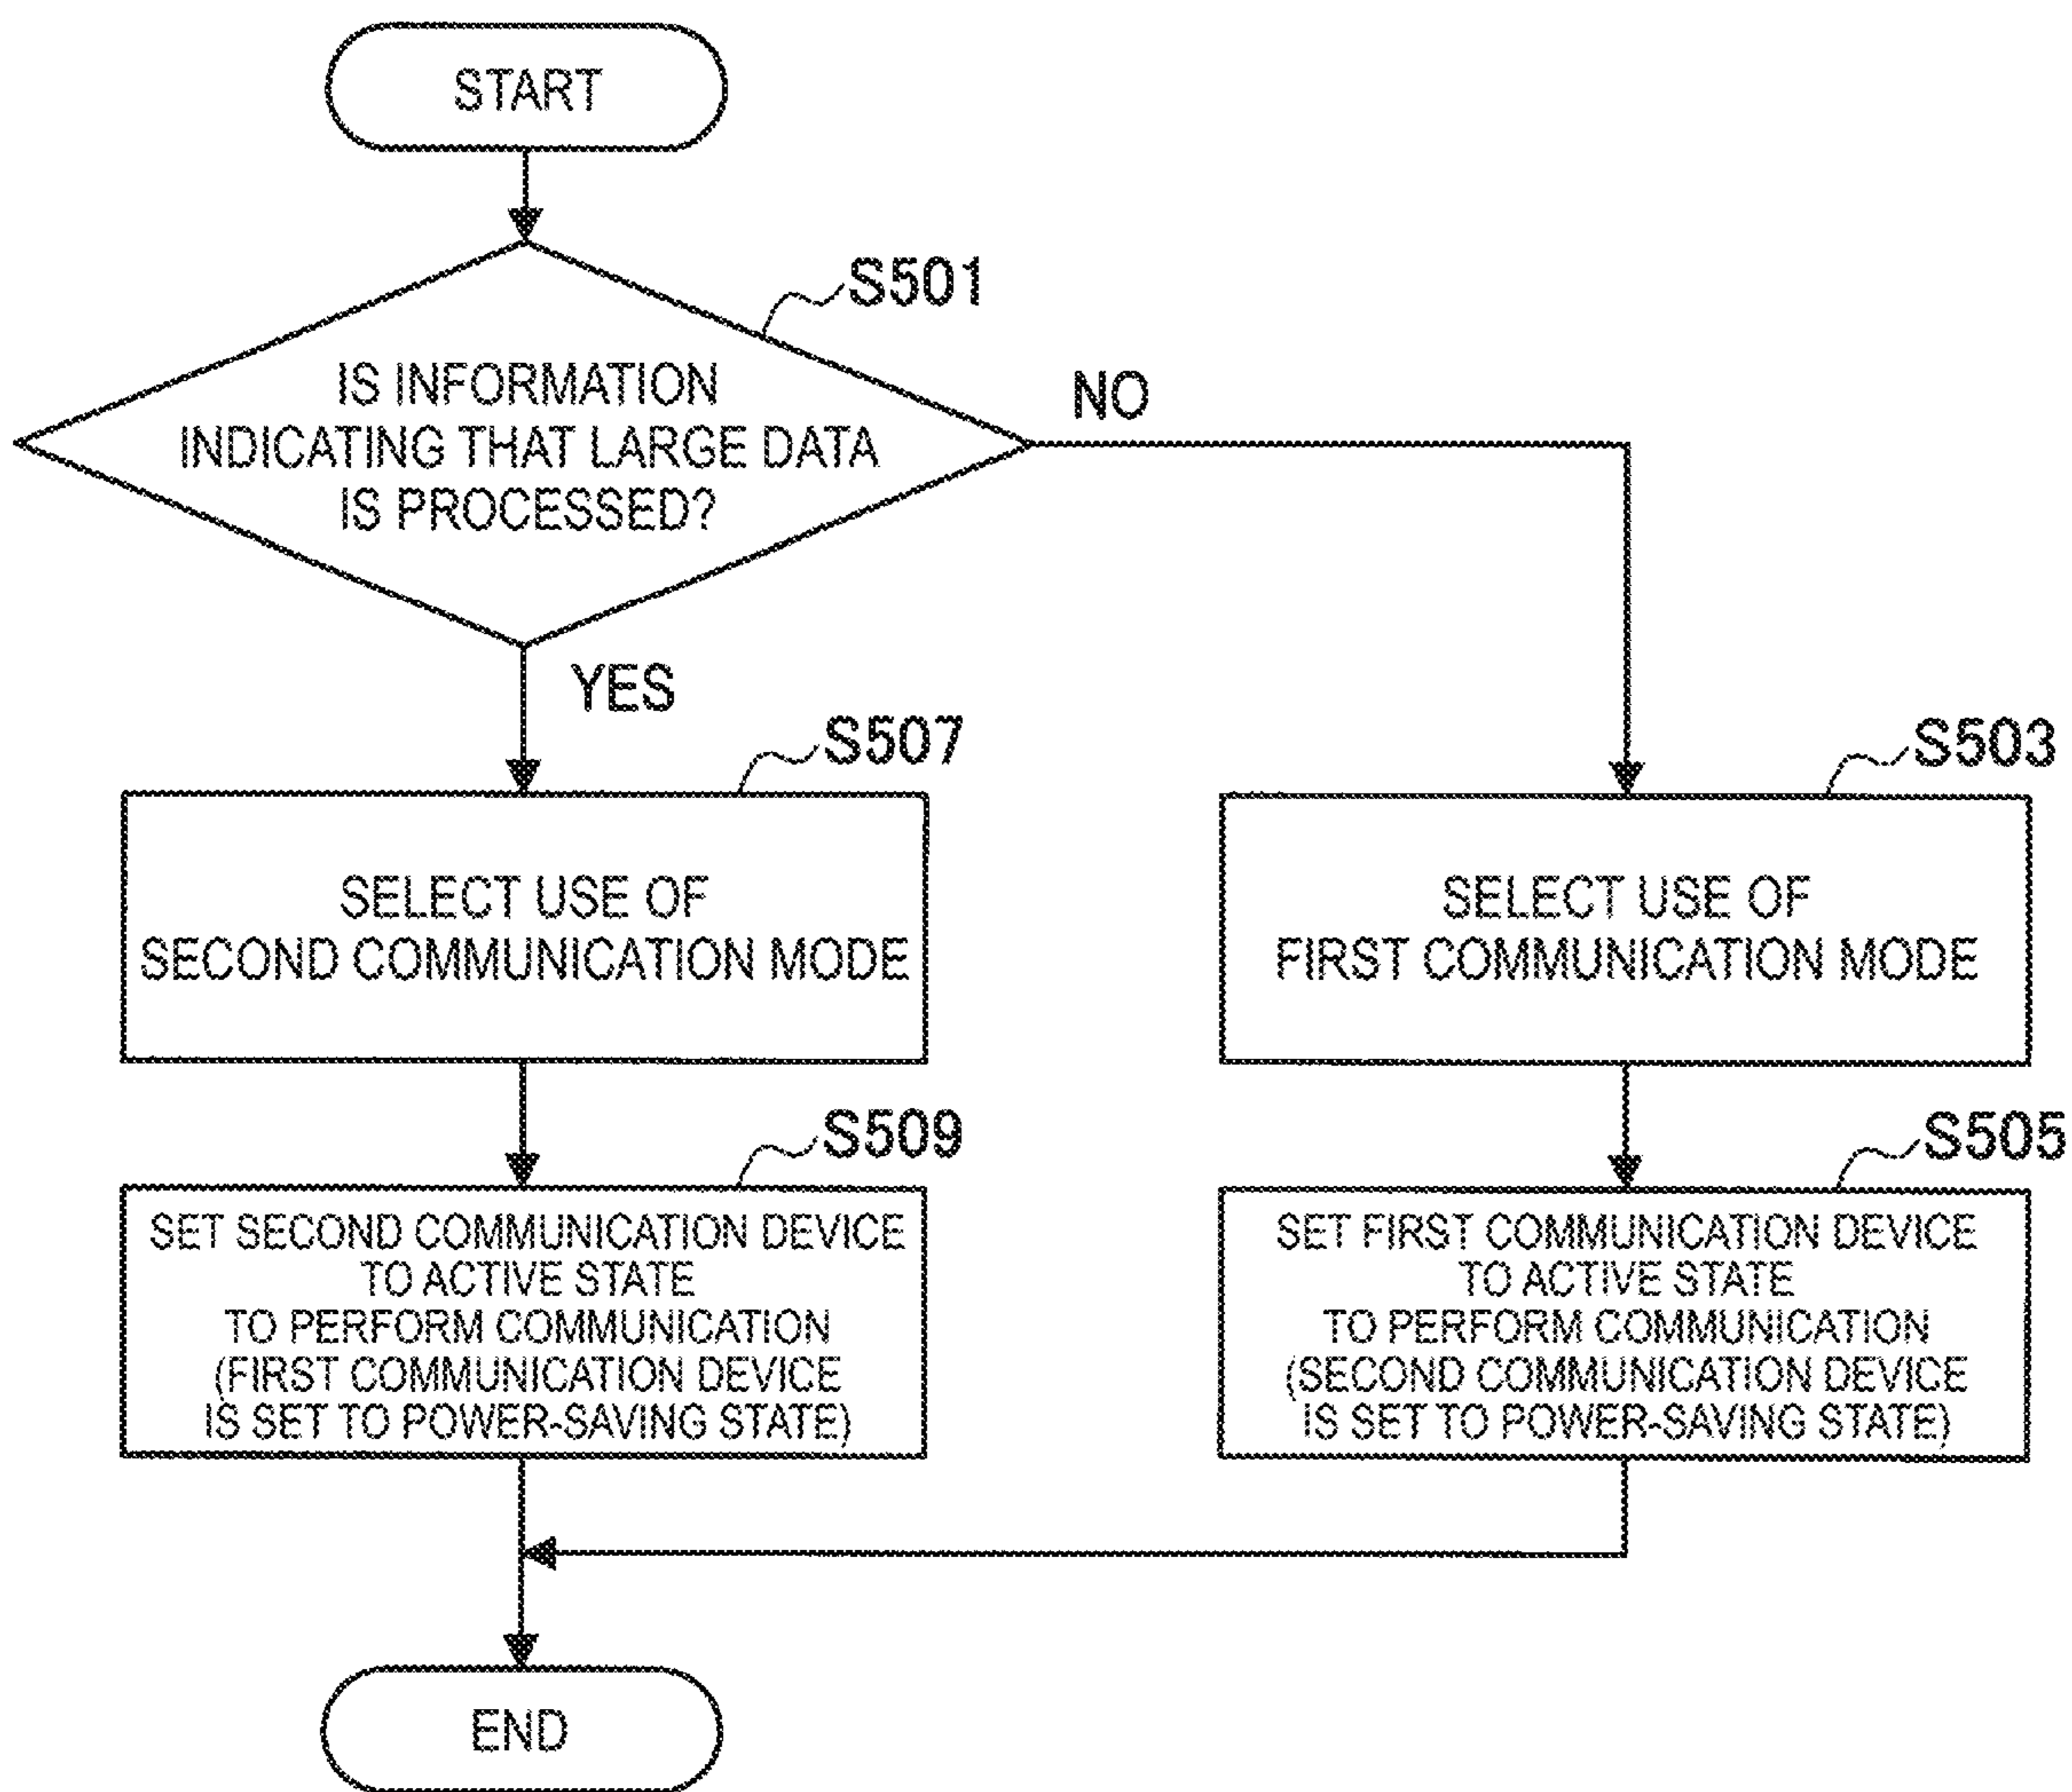 START
S501
IS INFORMATION
INDICATING THAT LARGE DATA
IS PROCESSED?
NO
YES
S507
SELECT USE OF
SECOND COMMUNICATION MODE
S503
SELECT USE OF
FIRST COMMUNICATION MODE
S509
SET SECOND COMMUNICATION DEVICE
TO ACTIVE STATE
TO PERFORM COMMUNICATION
(FIRST COMMUNICATION DEVICE
IS SET TO POWER-SAVING STATE)
S505
SET FIRST COMMUNICATION DEVICE
TO ACTIVE STATE
TO PERFORM COMMUNICATION
(SECOND COMMUNICATION DEVICE
IS SET TO POWER-SAVING STATE)
END